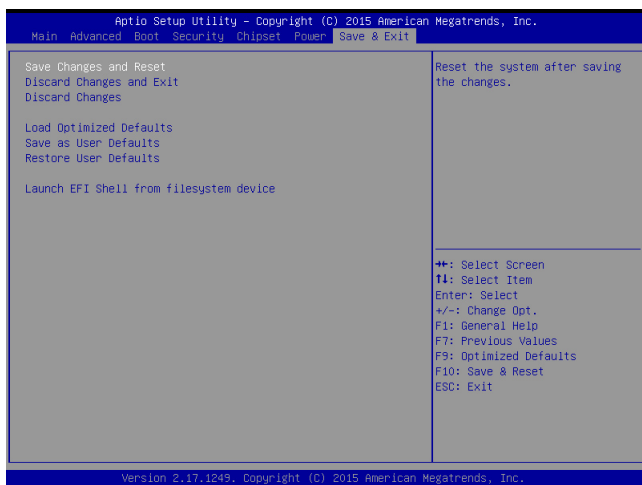 Aptio Setup Utility – Copyright (C) 2015 American Megatrends, Inc.
Main Advanced Boot Security Chipset Power Save & Exit
Save Changes and Reset
Discard Changes and Exit
Discard Changes
Load Optimized Defaults
Save as User Defaults
Restore User Defaults
Launch EFI Shell from filesystem device
Reset the system after saving
the changes.
→←: Select Screen
↑↓: Select Item
Enter: Select
+/-: Change Opt.
F1: General Help
F7: Previous Values
F9: Optimized Defaults
F10: Save & Reset
ESC: Exit
Version 2.17.1249. Copyright (C) 2015 American Megatrends, Inc.